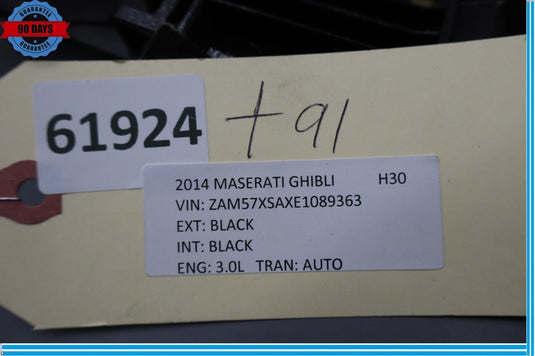 GUARANTEE
90 DAYS
GUARANTEE
61924
t91
2014 MASERATI GHIBLI H30
VIN: ZAM57XSAXE1089363
EXT: BLACK
INT: BLACK
ENG: 3.0L TRAN: AUTO